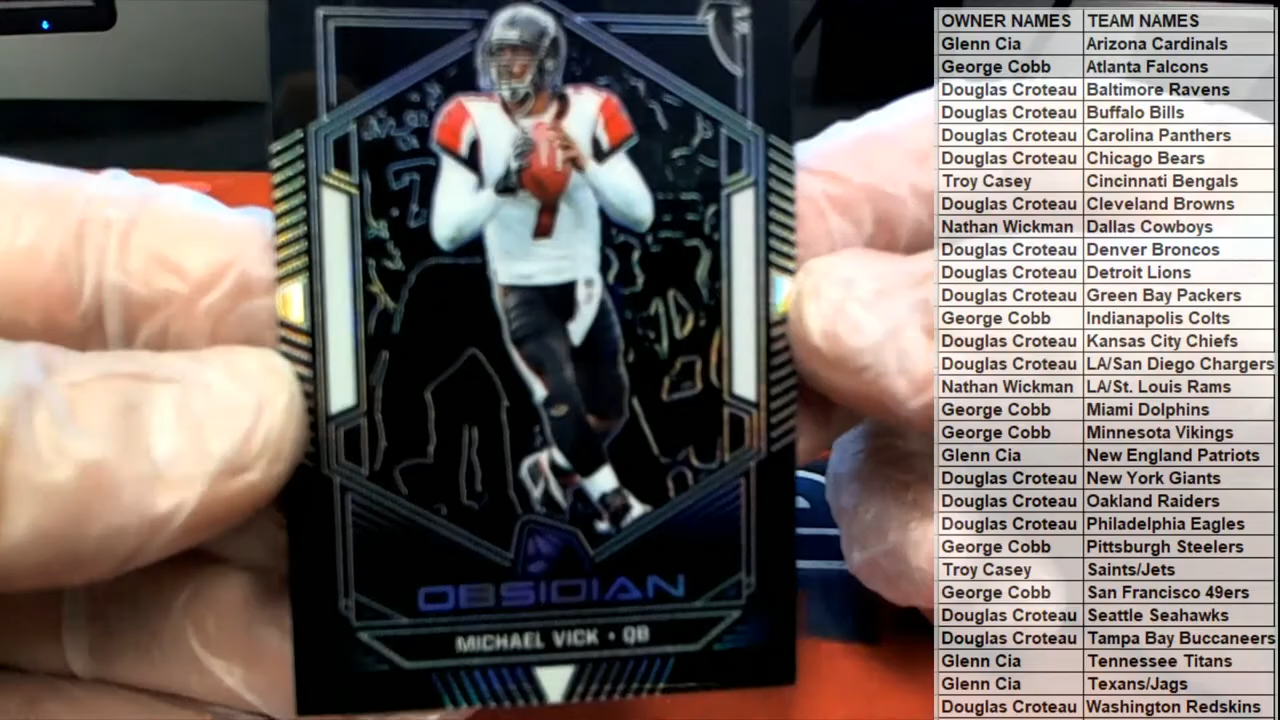 7
OBSIDIAN
MICHAEL VICK • QB
OWNER NAMES TEAM NAMES
Glenn Cia Arizona Cardinals
George Cobb Atlanta Falcons
Douglas Croteau Baltimore Ravens
Douglas Croteau Buffalo Bills
Douglas Croteau Carolina Panthers
Douglas Croteau Chicago Bears
Troy Casey Cincinnati Bengals
Douglas Croteau Cleveland Browns
Nathan Wickman Dallas Cowboys
Douglas Croteau Denver Broncos
Douglas Croteau Detroit Lions
Douglas Croteau Green Bay Packers
George Cobb Indianapolis Colts
Douglas Croteau Kansas City Chiefs
Douglas Croteau LA/San Diego Chargers
Nathan Wickman LA/St. Louis Rams
George Cobb Miami Dolphins
George Cobb Minnesota Vikings
Glenn Cia New England Patriots
Douglas Croteau New York Giants
Douglas Croteau Oakland Raiders
Douglas Croteau Philadelphia Eagles
George Cobb Pittsburgh Steelers
Troy Casey Saints/Jets
George Cobb San Francisco 49ers
Douglas Croteau Seattle Seahawks
Douglas Croteau Tampa Bay Buccaneers
Glenn Cia Tennessee Titans
Glenn Cia Texans/Jags
Douglas Croteau Washington Redskins